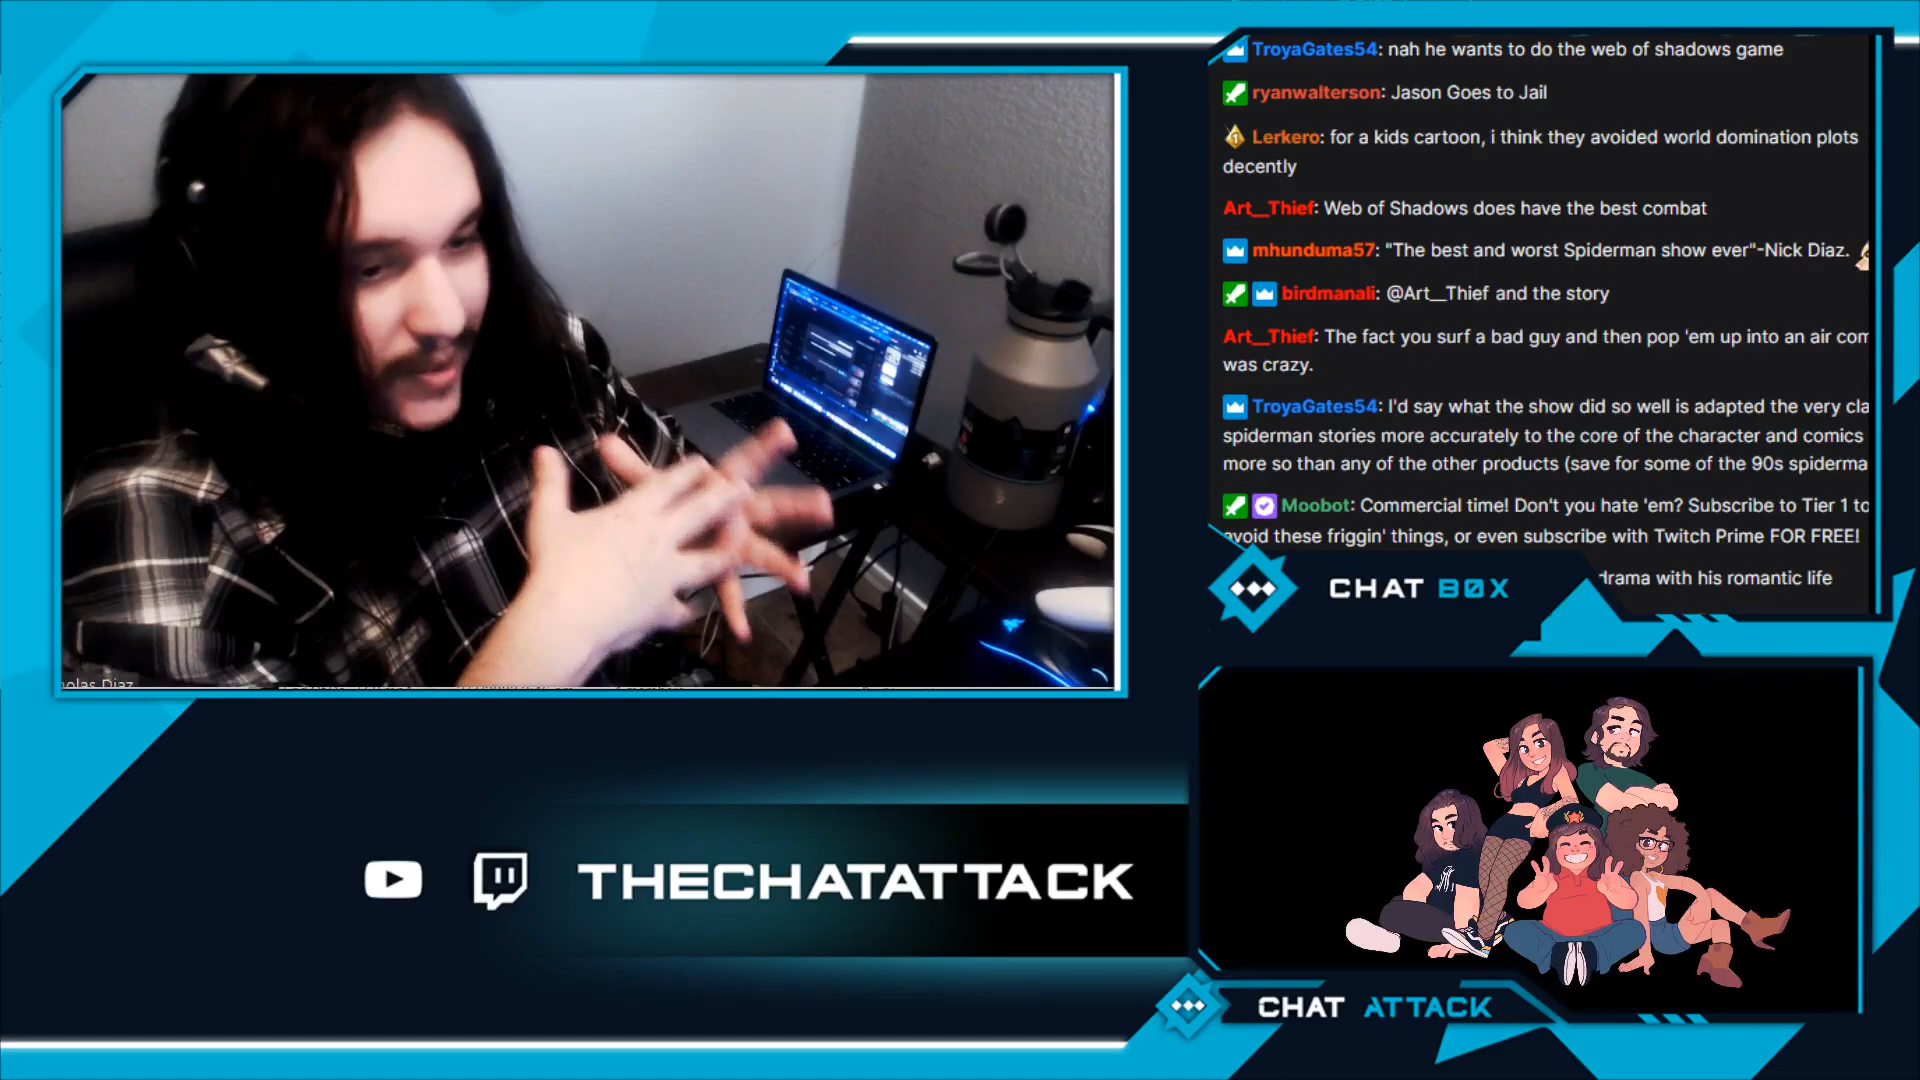 TroyaGates54: nah he wants to do the web of shadows game
ryanwalterson: Jason Goes to Jail
Lerkero: for a kids cartoon, i think they avoided world domination plots
decently
Art__Thief: Web of Shadows does have the best combat
mhunduma57: "The best and worst Spiderman show ever"-Nick Diaz.
birdmanali: @Art__Thief and the story
Art__Thief: The fact you surf a bad guy and then pop 'em up into an air com
was crazy.
TroyaGates54: I'd say what the show did so well is adapted the very cla
spiderman stories more accurately to the core of the character and comics
more so than any of the other products (save for some of the 90s spiderma
Moobot: Commercial time! Don't you hate 'em? Subscribe to Tier 1 to
avoid these friggin' things, or even subscribe with Twitch Prime FOR FREE!
drama with his romantic life
CHAT BOX
olas Diaz
THECHATATTACK
CHAT ATTACK